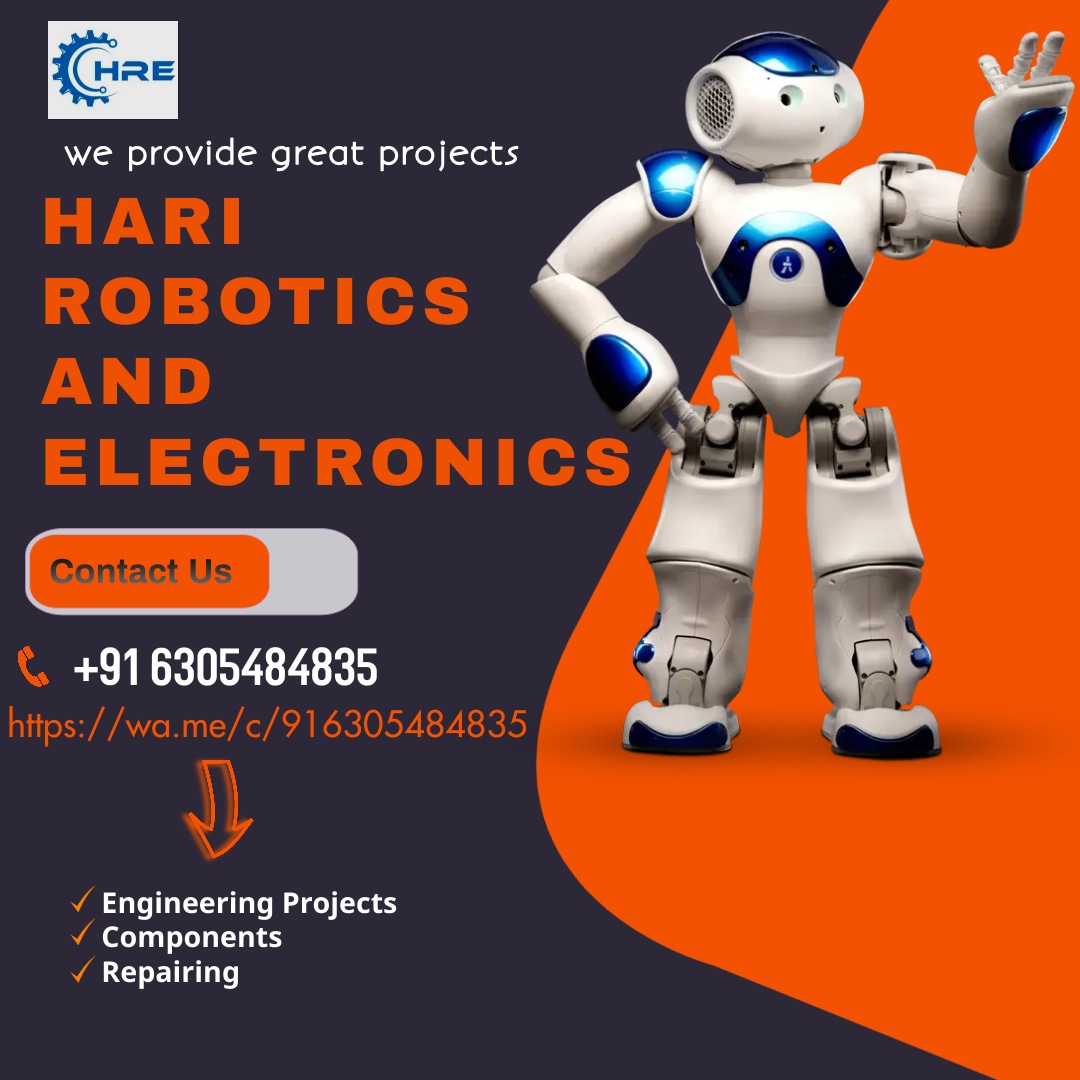 HRE
we provide great projects
HARI
ROBOTICS
AND
ELECTRONICS
Contact Us
+91 6305484835
https://wa.me/c/916305484835
Engineering Projects
Components
Repairing